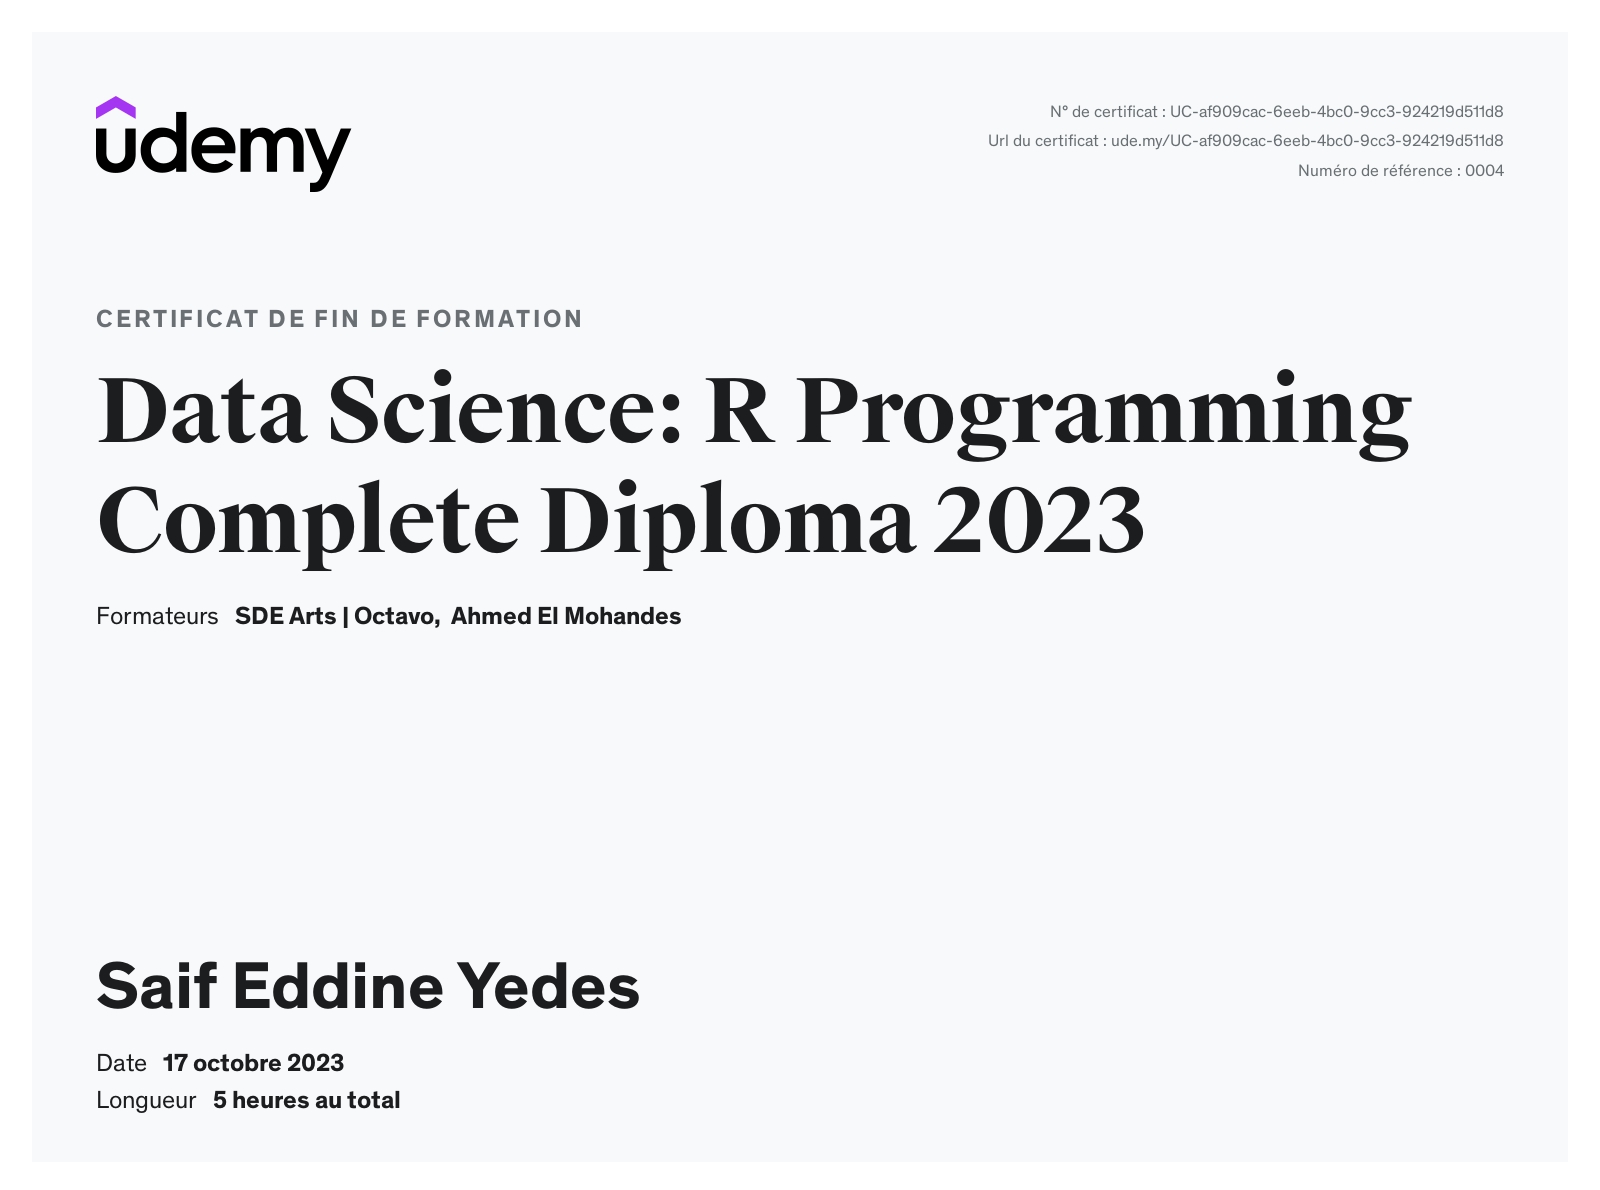 udemy
N° de certificat : UC-af909cac-6eeb-4bc0-9cc3-924219d511d8
Url du certificat : ude.my/UC-af909cac-6eeb-4bc0-9cc3-924219d511d8
Numéro de référence : 0004
CERTIFICAT DE FIN DE FORMATION
Data Science: R Programming
Complete Diploma 2023
Formateurs SDE Arts | Octavo, Ahmed El Mohandes
Saif Eddine Yedes
Date 17 octobre 2023
Longueur 5 heures au total